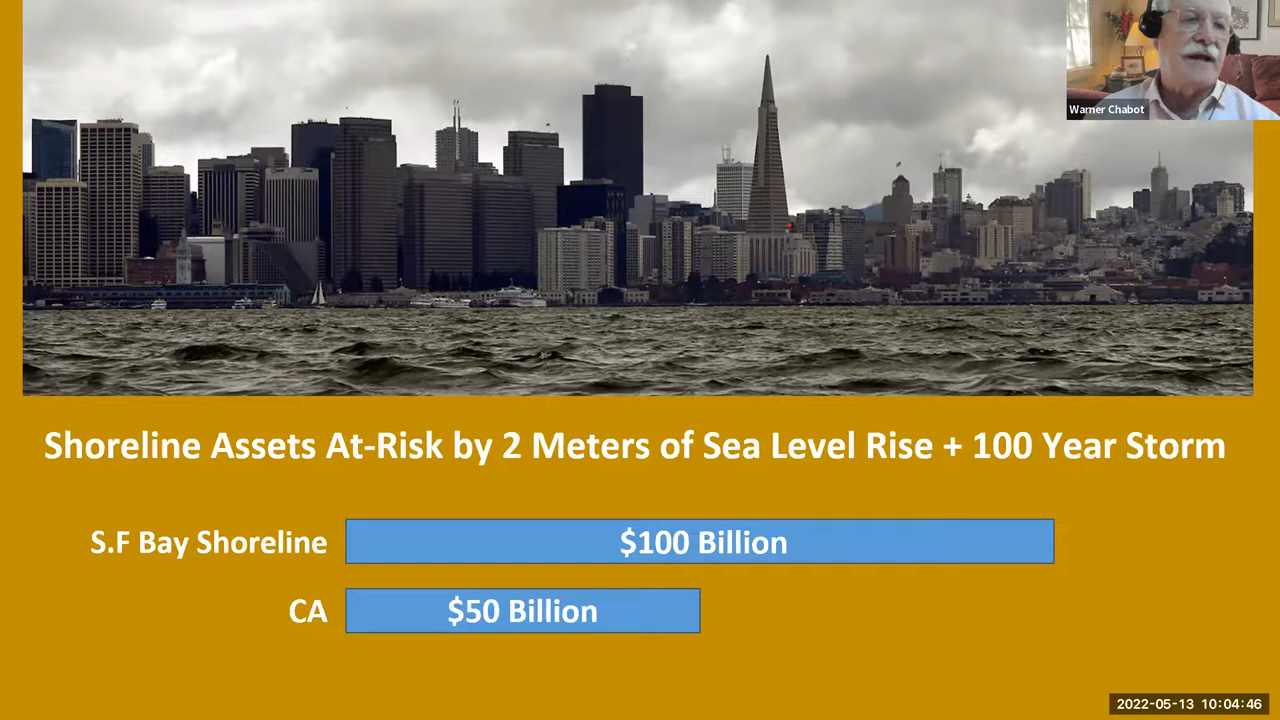 Warner Chabot
Shoreline Assets At-Risk by 2 Meters of Sea Level Rise + 100 Year Storm
S.F Bay Shoreline
$100 Billion
CA
$50 Billion
2022-05-13 10:04:46